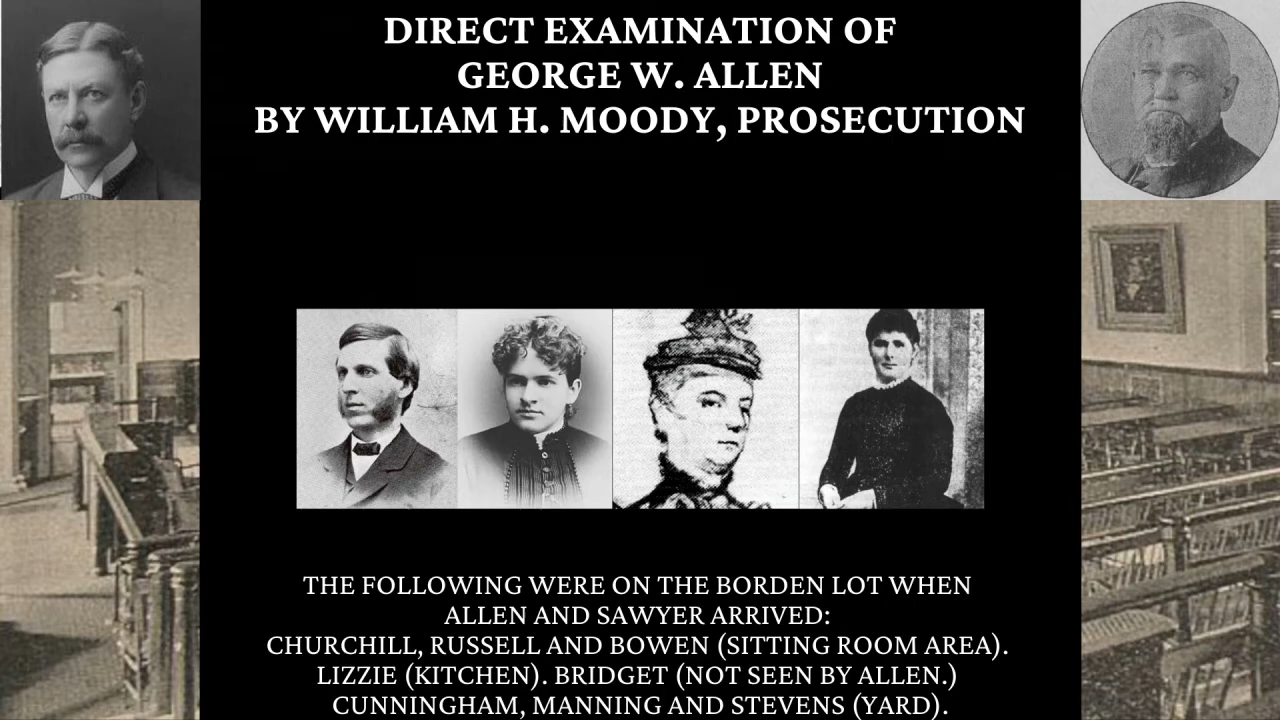 DIRECT EXAMINATION OF
GEORGE W. ALLEN
BY WILLIAM H. MOODY, PROSECUTION
THE FOLLOWING WERE ON THE BORDEN LOT WHEN
ALLEN AND SAWYER ARRIVED:
CHURCHILL, RUSSELL AND BOWEN (SITTING ROOM AREA).
LIZZIE (KITCHEN). BRIDGET (NOT SEEN BY ALLEN.)
CUNNINGHAM, MANNING AND STEVENS (YARD).